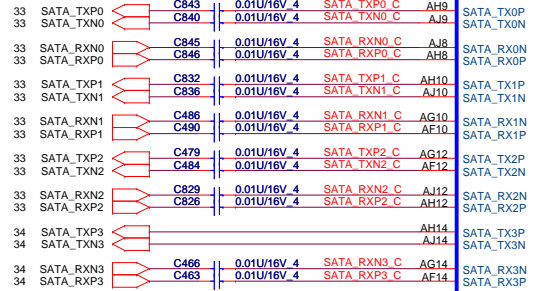 33 SATA_TXP0 C843 0.01U/16V_4 SATA_TXP0_C AH9 SATA_TX0P
33 SATA_TXN0 C840 0.01U/16V_4 SATA_TXN0_C AJ9 SATA_TX0N
33 SATA_RXN0 C845 0.01U/16V_4 SATA_RXN0_C AJ8 SATA_RX0N
33 SATA_RXP0 C846 0.01U/16V_4 SATA_RXP0_C AH8 SATA_RX0P
33 SATA_TXP1 C832 0.01U/16V_4 SATA_TXP1_C AH10 SATA_TX1P
33 SATA_TXN1 C836 0.01U/16V_4 SATA_TXN1_C AJ10 SATA_TX1N
33 SATA_RXN1 C486 0.01U/16V_4 SATA_RXN1_C AG10 SATA_RX1N
33 SATA_RXP1 C490 0.01U/16V_4 SATA_RXP1_C AF10 SATA_RX1P
33 SATA_TXP2 C479 0.01U/16V_4 SATA_TXP2_C AG12 SATA_TX2P
33 SATA_TXN2 C484 0.01U/16V_4 SATA_TXN2_C AF12 SATA_TX2N
33 SATA_RXN2 C829 0.01U/16V_4 SATA_RXN2_C AJ12 SATA_RX2N
33 SATA_RXP2 C826 0.01U/16V_4 SATA_RXP2_C AH12 SATA_RX2P
34 SATA_TXP3 AH14 SATA_TX3P
34 SATA_TXN3 AJ14 SATA_TX3N
34 SATA_RXN3 C466 0.01U/16V_4 SATA_RXN3_C AG14 SATA_RX3N
34 SATA_RXP3 C463 0.01U/16V_4 SATA_RXP3_C AF14 SATA_RX3P